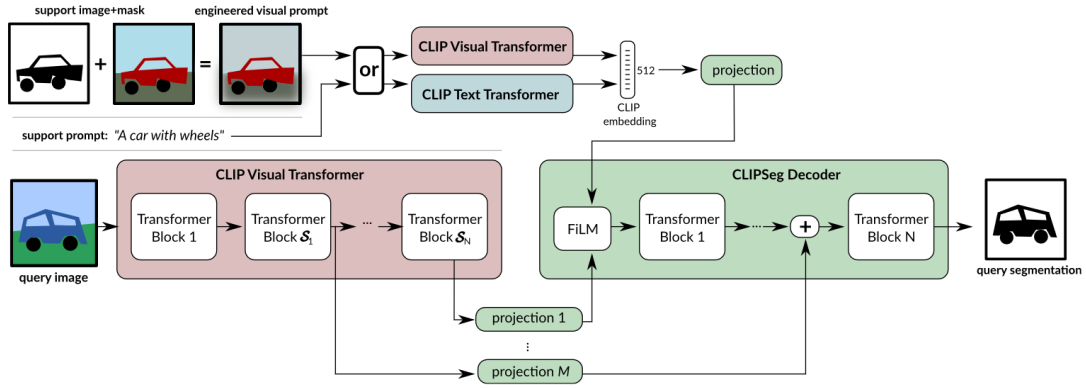 support image+mask
engineered visual prompt
+
=
or
CLIP Visual Transformer
CLIP Text Transformer
512
CLIP
embedding
projection
support prompt: "A car with wheels"
CLIP Visual Transformer
Transformer
Block 1
Transformer
Block S₁
...
Transformer
Block S_N
query image
CLIPSeg Decoder
FiLM
Transformer
Block 1
...
+
Transformer
Block N
query segmentation
projection 1
⋮
projection M